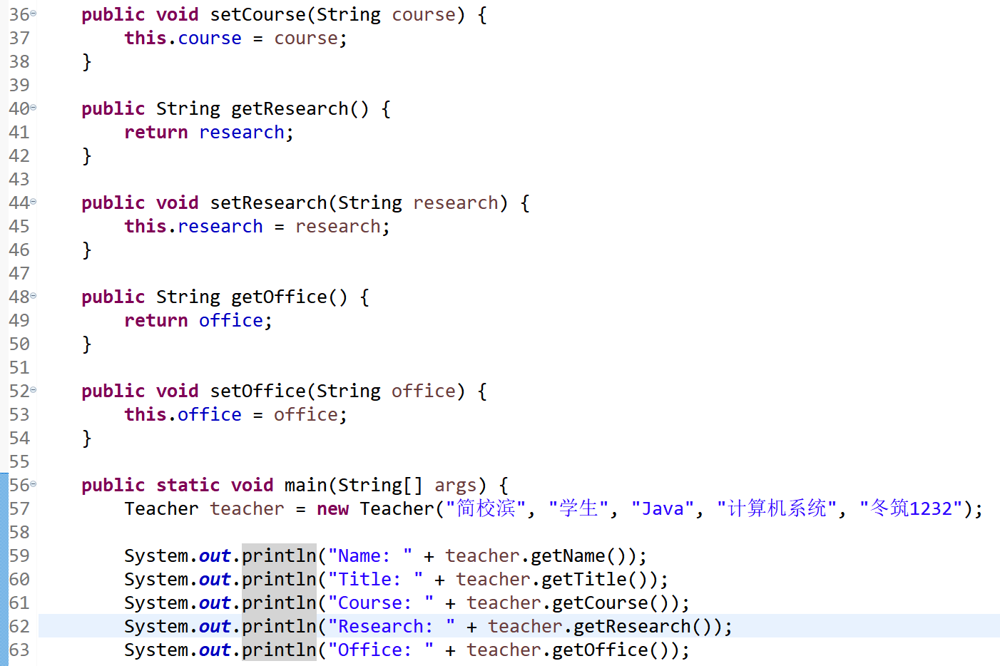 36 public void setCourse(String course) {
37 this.course = course;
38 }
39
40 public String getResearch() {
41 return research;
42 }
43
44 public void setResearch(String research) {
45 this.research = research;
46 }
47
48 public String getOffice() {
49 return office;
50 }
51
52 public void setOffice(String office) {
53 this.office = office;
54 }
55
56 public static void main(String[] args) {
57 Teacher teacher = new Teacher("简校滨", "学生", "Java", "计算机系统", "冬筑1232");
58
59 System.out.println("Name: " + teacher.getName());
60 System.out.println("Title: " + teacher.getTitle());
61 System.out.println("Course: " + teacher.getCourse());
62 System.out.println("Research: " + teacher.getResearch());
63 System.out.println("Office: " + teacher.getOffice());